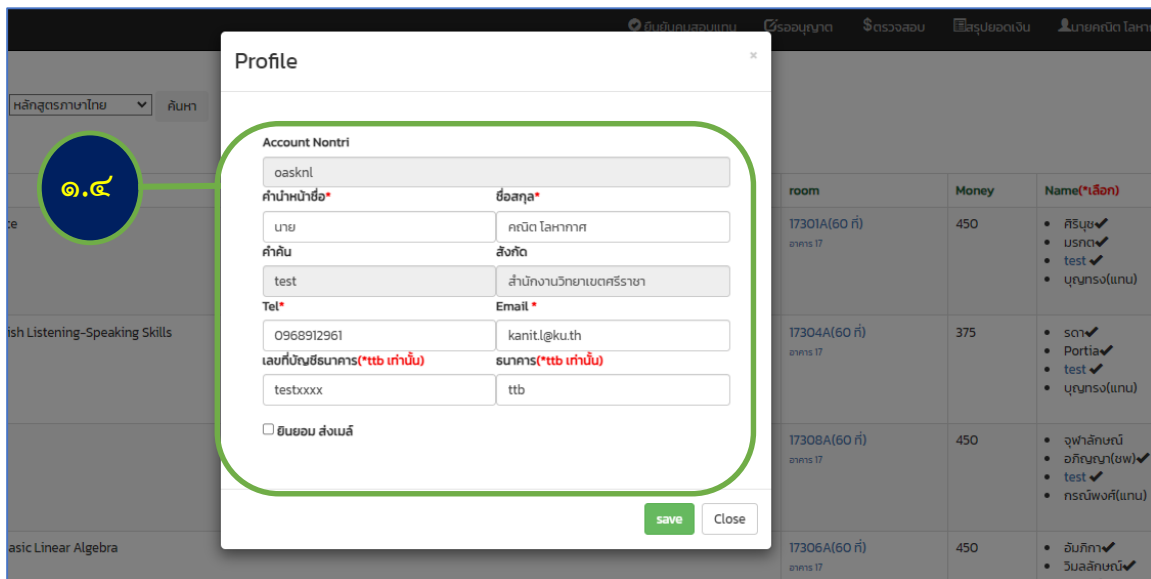 ยืนยันคุมสอบแทน รออนุญาต $ตรวจสอบ สรุปยอดเงิน นายคณิต โลหา
Profile ×
หลักสูตรภาษาไทย ค้นหา
Account Nontri
oasknl
๑.๔
room Money Name(*เลือก)
คำนำหน้าชื่อ* ชื่อสกุล*
นาย คณิต โลหากาศ
ce 17301A(60 ที่) 450 ศิรินุช✔
อาคาร 17 มรกต✔
test ✔
บุญทรง(แทน)
คำค้น สังกัด
test สำนักงานวิทยาเขตศรีราชา
Tel* Email *
0968912961 kanit.l@ku.th
ish Listening-Speaking Skills 17304A(60 ที่) 375 รดา✔
อาคาร 17 Portia✔
test ✔
บุญทรง(แทน)
เลขที่บัญชีธนาคาร(*ttb เท่านั้น) ธนาคาร(*ttb เท่านั้น)
testxxxx ttb
ยินยอม ส่งเมล์
17308A(60 ที่) 450 จุฬาลักษณ์
อาคาร 17 อภิญญา(ชพ)✔
test ✔
กรณ์พงศ์(แทน)
save Close
asic Linear Algebra 17306A(60 ที่) 450 อัมภิกา✔
อาคาร 17 วิมลลักษณ์✔